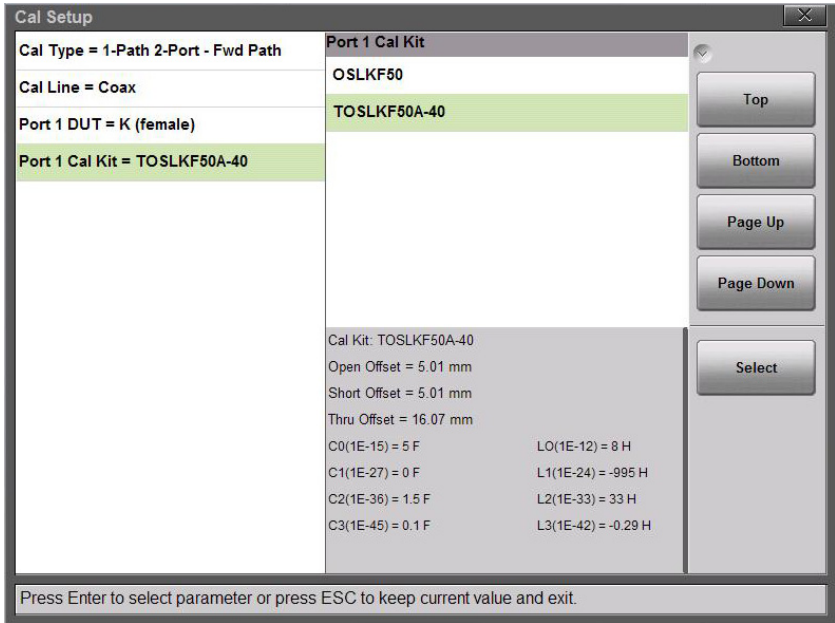 Cal Setup
Cal Type = 1-Path 2-Port - Fwd Path
Cal Line = Coax
Port 1 DUT = K (female)
Port 1 Cal Kit = TOSLKF50A-40
Port 1 Cal Kit
OSLKF50
TOSLKF50A-40
Cal Kit: TOSLKF50A-40
Open Offset = 5.01 mm
Short Offset = 5.01 mm
Thru Offset = 16.07 mm
C0(1E-15) = 5 F LO(1E-12) = 8 H
C1(1E-27) = 0 F L1(1E-24) = -995 H
C2(1E-36) = 1.5 F L2(1E-33) = 33 H
C3(1E-45) = 0.1 F L3(1E-42) = -0.29 H
Top
Bottom
Page Up
Page Down
Select
Press Enter to select parameter or press ESC to keep current value and exit.